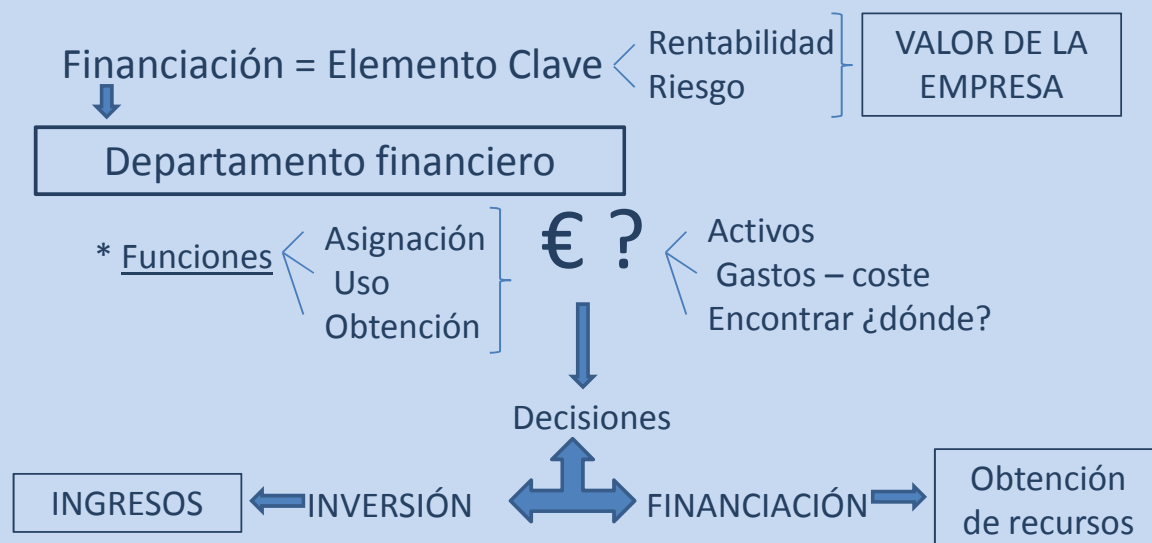 Financiación = Elemento Clave
Rentabilidad
Riesgo
VALOR DE LA
EMPRESA
Departamento financiero
* Funciones
Asignación
Uso
Obtención
€ ?
Activos
Gastos – coste
Encontrar ¿dónde?
Decisiones
INGRESOS
INVERSIÓN
FINANCIACIÓN
Obtención
de recursos